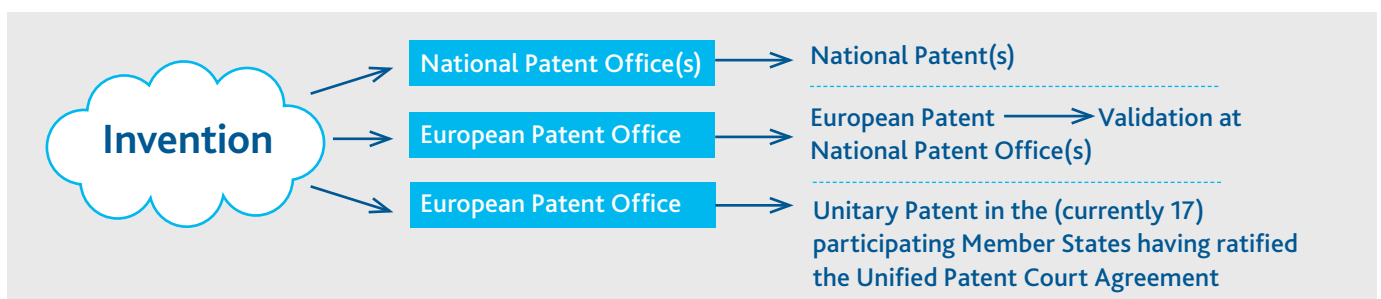 Invention
National Patent Office(s)
National Patent(s)
European Patent Office
European Patent
Validation at
National Patent Office(s)
European Patent Office
Unitary Patent in the (currently 17)
participating Member States having ratified
the Unified Patent Court Agreement